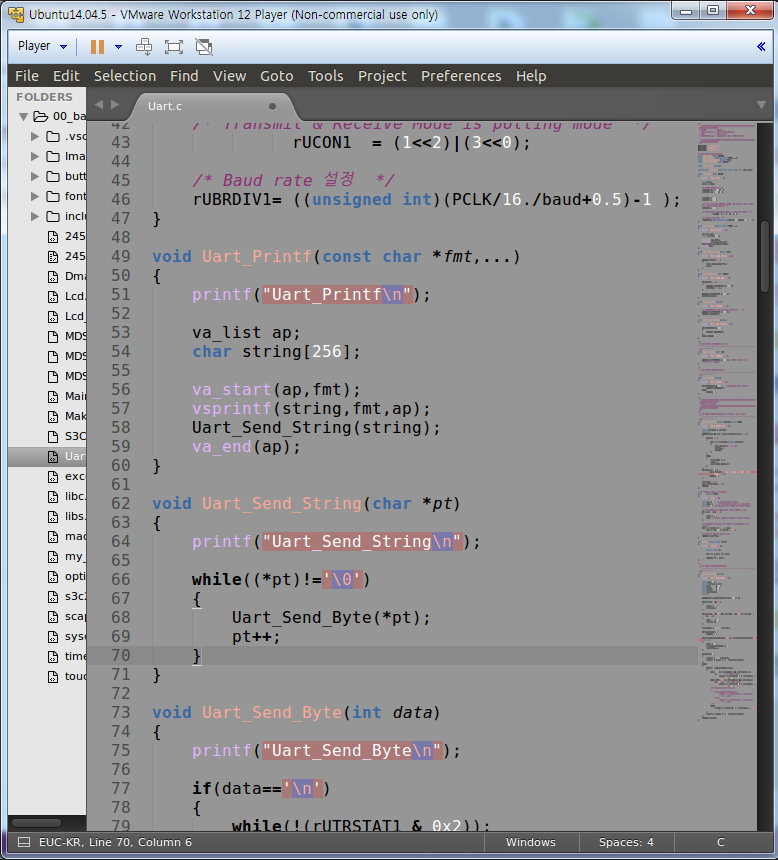 Ubuntu14.04.5 - VMware Workstation 12 Player (Non-commercial use only)
Player
File Edit Selection Find View Goto Tools Project Preferences Help
FOLDERS
Uart.c
00_ba
.vsc
Ima
butt
font
inclu
245
245
Dma
Lcd.
Lcd_
MDS
MDS
MDS
Main
Mak
S3C
Uar
exce
libc.
libs.
mac
my_
opti
s3c2
scap
sysc
time
touc
42 /* Transmit & Receive Mode is polling mode */
43 rUCON1 = (1<<2)|(3<<0);
44
45 /* Baud rate 설정 */
46 rUBRDIV1= ((unsigned int)(PCLK/16./baud+0.5)-1 );
47 }
48
49 void Uart_Printf(const char *fmt,...)
50 {
51 printf("Uart_Printf\n");
52
53 va_list ap;
54 char string[256];
55
56 va_start(ap,fmt);
57 vsprintf(string,fmt,ap);
58 Uart_Send_String(string);
59 va_end(ap);
60 }
61
62 void Uart_Send_String(char *pt)
63 {
64 printf("Uart_Send_String\n");
65
66 while((*pt)!='\0')
67 {
68 Uart_Send_Byte(*pt);
69 pt++;
70 }
71 }
72
73 void Uart_Send_Byte(int data)
74 {
75 printf("Uart_Send_Byte\n");
76
77 if(data=='\n')
78 {
79 while(!(rUTRSTAT1 & 0x2));
EUC-KR, Line 70, Column 6 Windows Spaces: 4 C